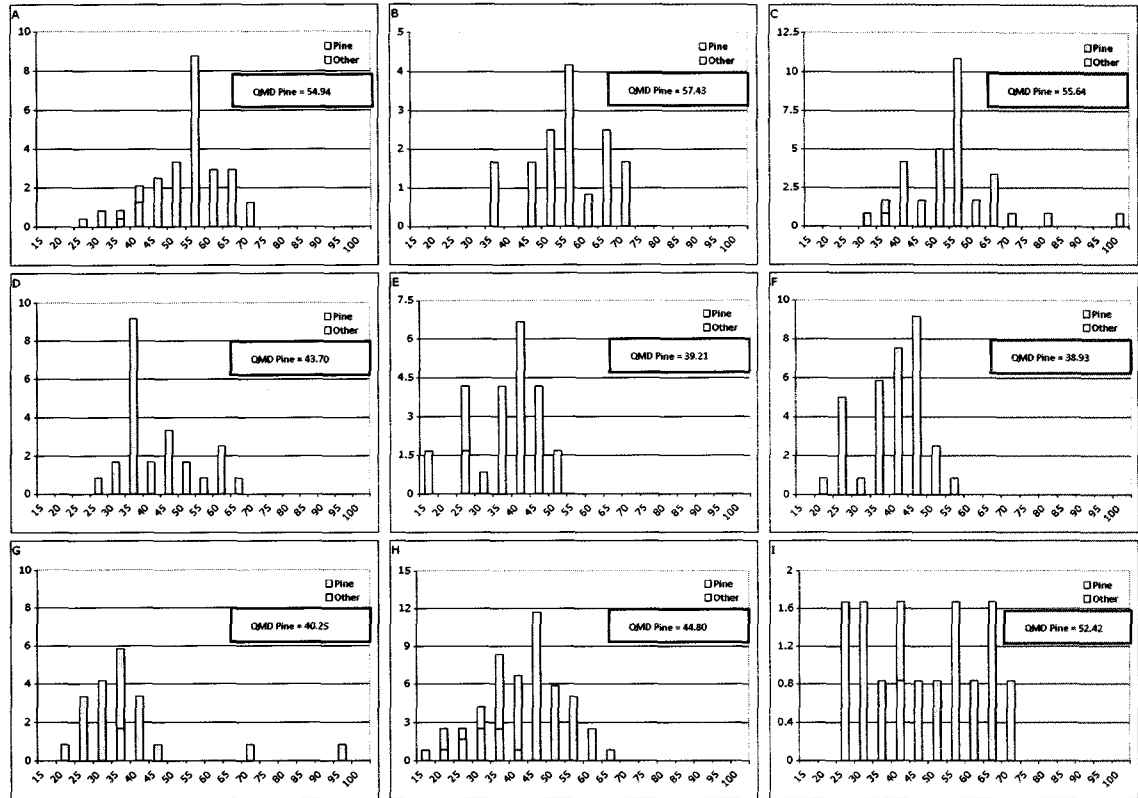 A
10
8
6
4
2
0
Pine
Other
QMD Pine = 54.94
15 20 25 30 35 40 45 50 55 60 65 70 75 80 85 90 95 100
B
5
4
3
2
1
0
Pine
Other
QMD Pine = 57.43
15 20 25 30 35 40 45 50 55 60 65 70 75 80 85 90 95 100
C
12.5
10
7.5
5
2.5
0
Pine
Other
QMD Pine = 55.64
15 20 25 30 35 40 45 50 55 60 65 70 75 80 85 90 95 100
D
10
8
6
4
2
0
Pine
Other
QMD Pine = 43.70
15 20 25 30 35 40 45 50 55 60 65 70 75 80 85 90 95 100
E
7.5
6
4.5
3
1.5
0
Pine
Other
QMD Pine = 39.21
15 20 25 30 35 40 45 50 55 60 65 70 75 80 85 90 95 100
F
10
8
6
4
2
0
Pine
Other
QMD Pine = 38.93
15 20 25 30 35 40 45 50 55 60 65 70 75 80 85 90 95 100
G
10
8
6
4
2
0
Pine
Other
QMD Pine = 40.25
15 20 25 30 35 40 45 50 55 60 65 70 75 80 85 90 95 100
H
15
12
9
6
3
0
Pine
Other
QMD Pine = 44.80
15 20 25 30 35 40 45 50 55 60 65 70 75 80 85 90 95 100
I
2
1.6
1.2
0.8
0.4
0
Pine
Other
QMD Pine = 52.42
15 20 25 30 35 40 45 50 55 60 65 70 75 80 85 90 95 100